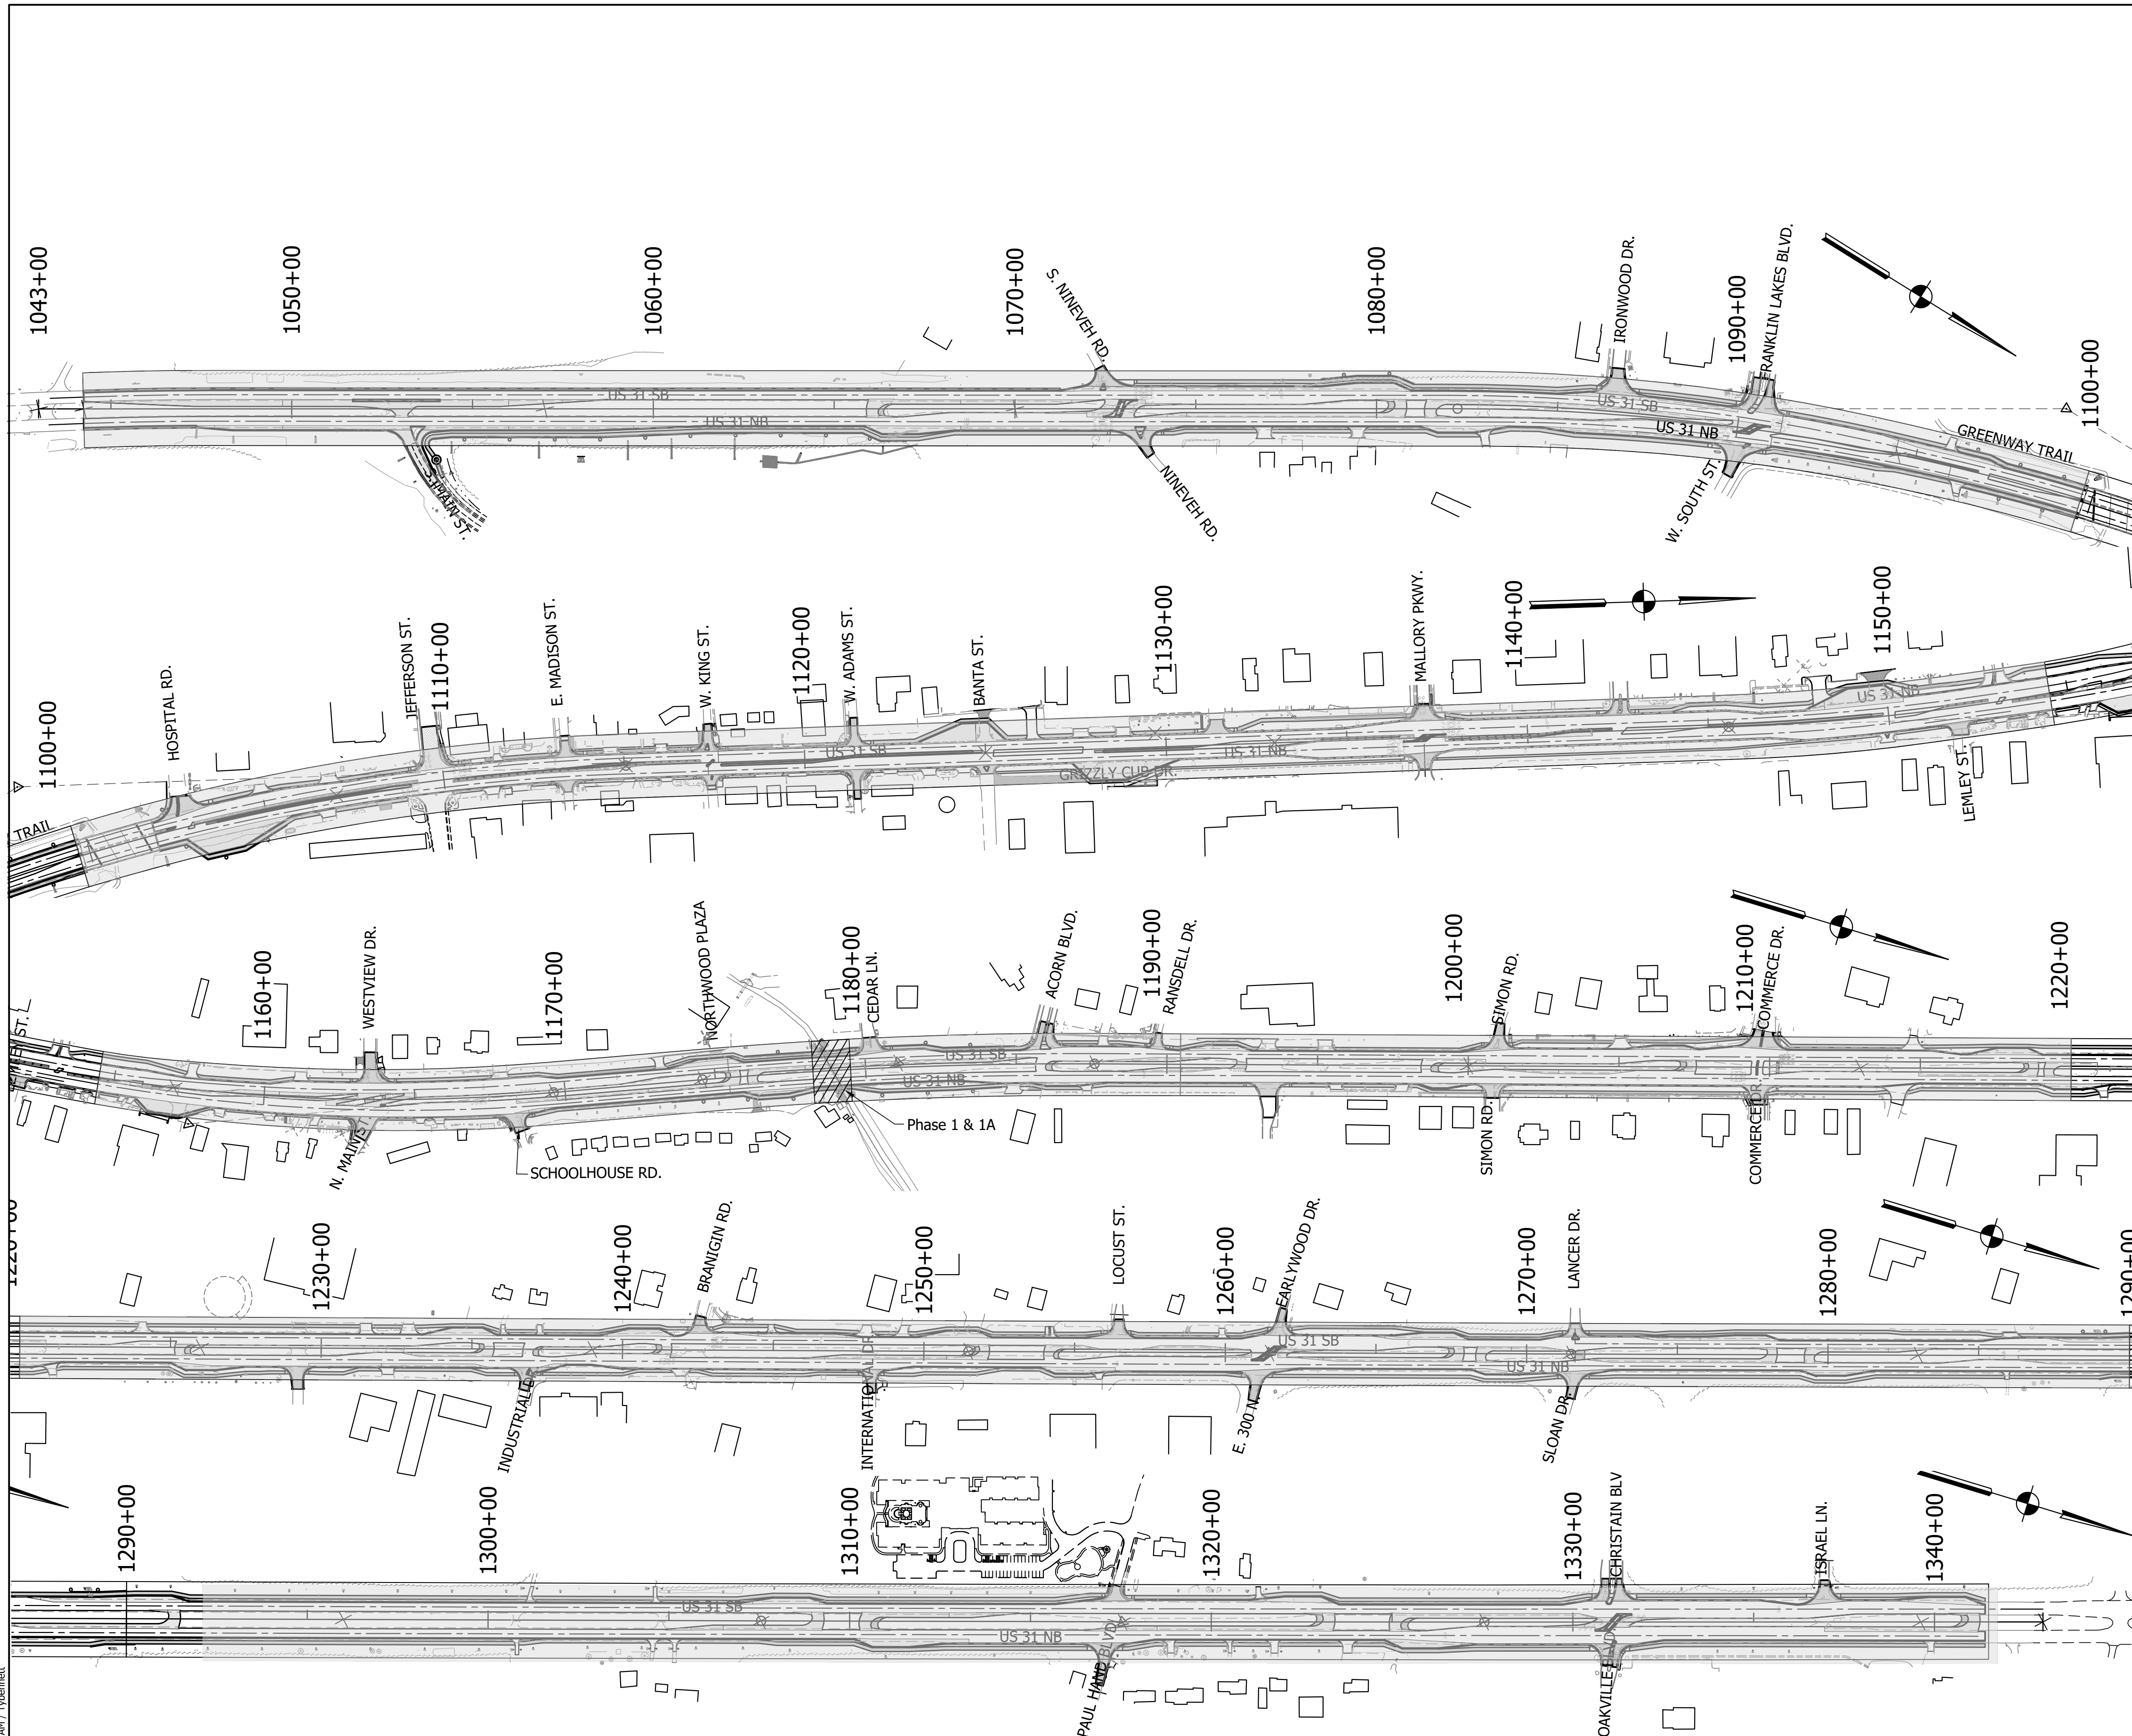 1043+00
1050+00
1060+00
1070+00
S. NINEVEH RD.
1080+00
IRONWOOD DR.
1090+00
FRANKLIN LAKES BLVD.
1100+00
US 31 SB
US 31 NB
US 31 SB
US 31 NB
GREENWAY TRAIL
S. MAIN ST.
NINEVEH RD.
W. SOUTH ST.
1100+00
HOSPITAL RD.
JEFFERSON ST.
1110+00
E. MADISON ST.
W. KING ST.
1120+00
W. ADAMS ST.
BANTA ST.
1130+00
MALLORY PKWY.
1140+00
1150+00
US 31 SB
US 31 NB
US 31 NB
GRIZZLY CUB DR.
LEMLEY ST.
TRAIL
ST.
1160+00
WESTVIEW DR.
1170+00
NORTHWOOD PLAZA
1180+00
CEDAR LN.
ACORN BLVD.
1190+00
RANSDELL DR.
1200+00
SIMON RD.
1210+00
COMMERCE DR.
1220+00
US 31 SB
US 31 NB
Phase 1 & 1A
N. MAIN S
SCHOOLHOUSE RD.
SIMON RD.
COMMERCE DR.
1220+00
1230+00
1240+00
BRANIGIN RD.
1250+00
LOCUST ST.
1260+00
EARLYWOOD DR.
1270+00
LANCER DR.
1280+00
1290+00
US 31 SB
US 31 NB
INDUSTRIAL D
INTERNATIONAL DR.
E. 300 N.
SLOAN DR.
1290+00
1300+00
1310+00
1320+00
1330+00
CHRISTAIN BLV
ISRAEL LN.
1340+00
US 31 SB
US 31 NB
PAUL HAND BLVD.
OAKVILLE BLVD.